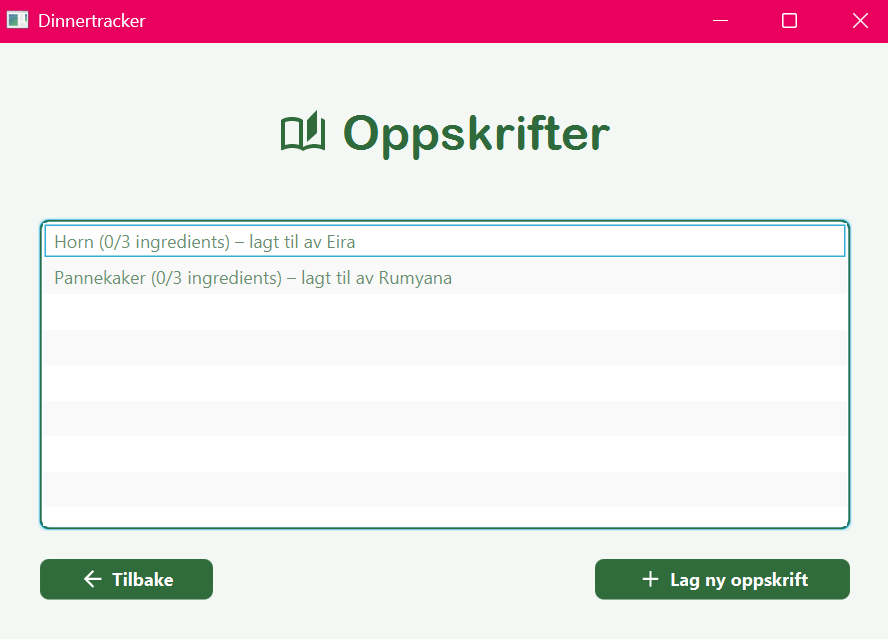 Dinnertracker
Oppskrifter
Horn (0/3 ingredients) – lagt til av Eira
Pannekaker (0/3 ingredients) – lagt til av Rumyana
Tilbake
Lag ny oppskrift